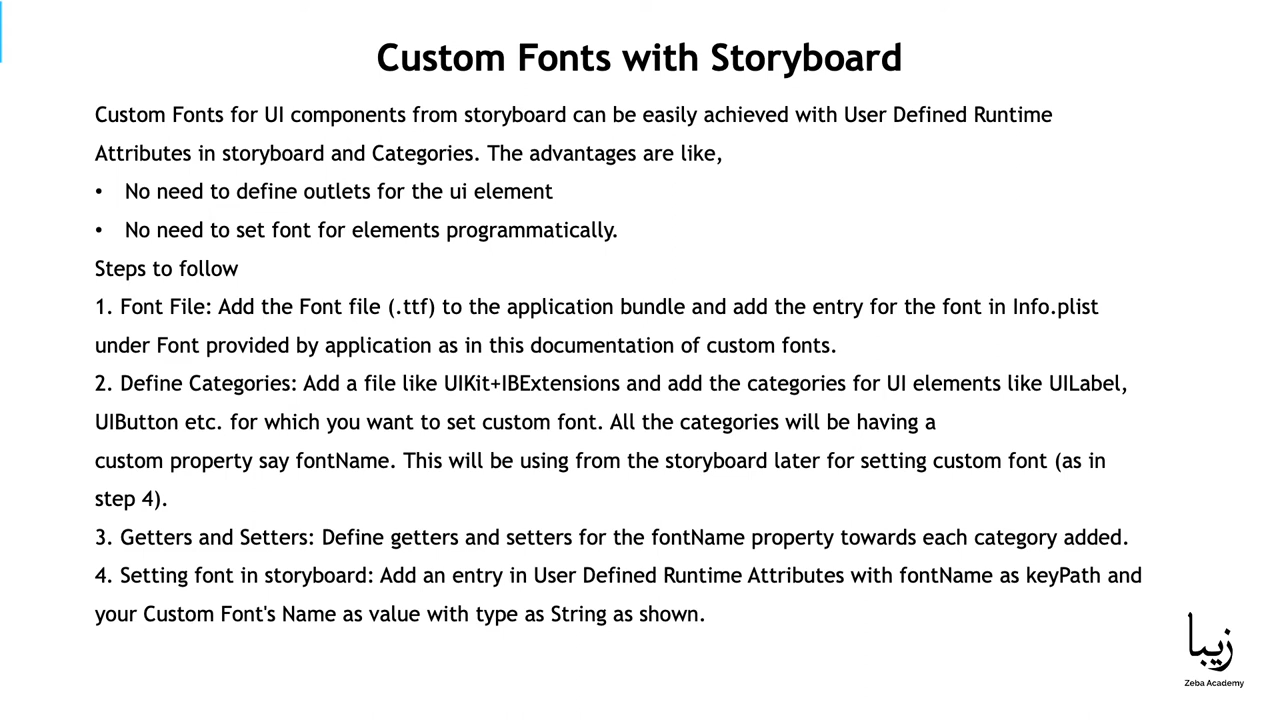 Custom Fonts with Storyboard
Custom Fonts for UI components from storyboard can be easily achieved with User Defined Runtime
Attributes in storyboard and Categories. The advantages are like,
• No need to define outlets for the ui element
• No need to set font for elements programmatically.
Steps to follow
1. Font File: Add the Font file (.ttf) to the application bundle and add the entry for the font in Info.plist
under Font provided by application as in this documentation of custom fonts.
2. Define Categories: Add a file like UIKit+IBExtensions and add the categories for UI elements like UILabel,
UIButton etc. for which you want to set custom font. All the categories will be having a
custom property say fontName. This will be using from the storyboard later for setting custom font (as in
step 4).
3. Getters and Setters: Define getters and setters for the fontName property towards each category added.
4. Setting font in storyboard: Add an entry in User Defined Runtime Attributes with fontName as keyPath and
your Custom Font's Name as value with type as String as shown.
زیبا
Zeba Academy